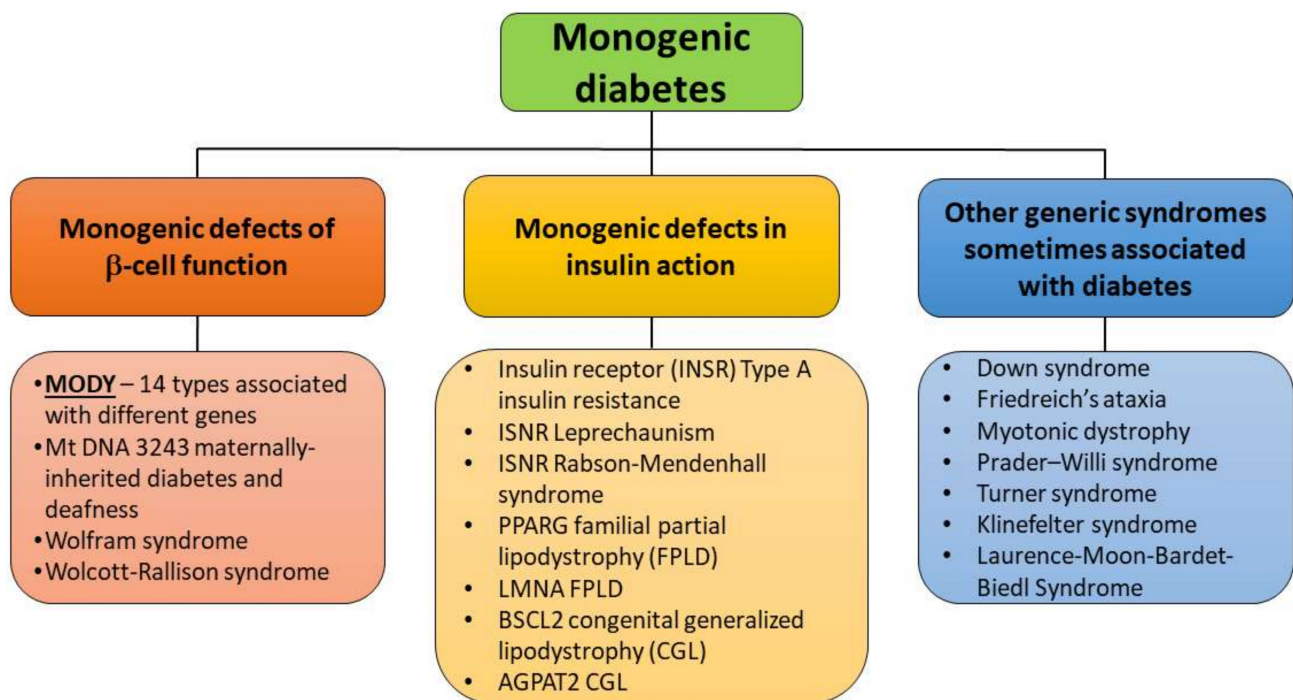 Monogenic
diabetes
Monogenic defects of
β-cell function
Monogenic defects in
insulin action
Other generic syndromes
sometimes associated
with diabetes
•MODY – 14 types associated
with different genes
•Mt DNA 3243 maternally-
inherited diabetes and
deafness
•Wolfram syndrome
•Wolcott-Rallison syndrome
• Insulin receptor (INSR) Type A
insulin resistance
• ISNR Leprechaunism
• ISNR Rabson-Mendenhall
syndrome
• PPARG familial partial
lipodystrophy (FPLD)
• LMNA FPLD
• BSCL2 congenital generalized
lipodystrophy (CGL)
• AGPAT2 CGL
• Down syndrome
• Friedreich’s ataxia
• Myotonic dystrophy
• Prader–Willi syndrome
• Turner syndrome
• Klinefelter syndrome
• Laurence-Moon-Bardet-
Biedl Syndrome